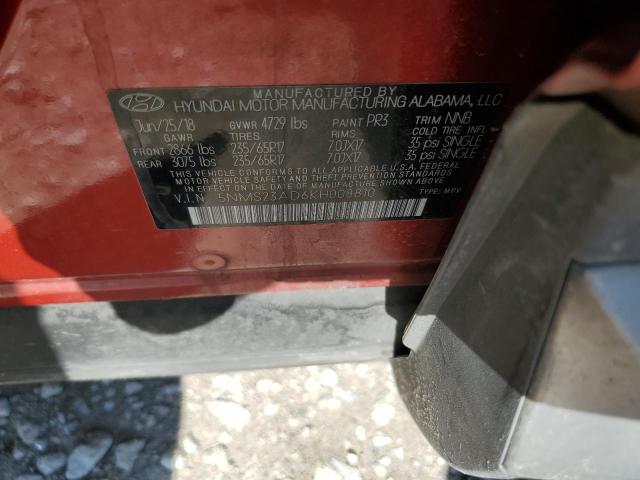 MANUFACTURED BY
HYUNDAI MOTOR MANUFACTURING ALABAMA, LLC
Jun/25/18 GVWR 4729 lbs PAINT PR3 TRIM NNB
GAWR TIRES RIMS COLD TIRE INFL
FRONT 2866 lbs 235/65R17 7.0JX17 35 psi SINGLE
REAR 3075 lbs 235/65R17 7.0JX17 35 psi SINGLE
THIS VEHICLE CONFORMS TO ALL APPLICABLE U.S.A. FEDERAL
MOTOR VEHICLE SAFETY AND BUMPER STANDARDS
IN EFFECT ON THE DATE OF MANUFACTURE SHOWN ABOVE.
V.I.N. 5NMS23AD6KH009870 TYPE: MPV